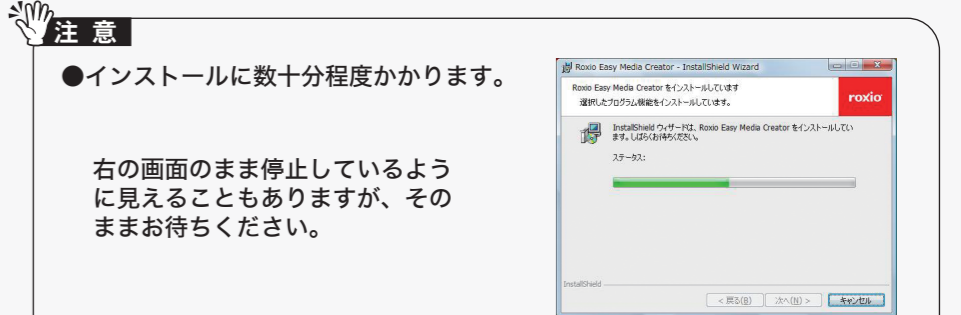 注 意
●インストールに数十分程度かかります。
右の画面のまま停止しているよう
に見えることもありますが、その
ままお待ちください。
Roxio Easy Media Creator - InstallShield Wizard
Roxio Easy Media Creator をインストールしています
選択したプログラム機能をインストールしています。
roxio
InstallShield ウィザードは、Roxio Easy Media Creator をインストールしてい
ます。しばらくお待ちください。
ステータス:
InstallShield
< 戻る(B) 次へ(N) > キャンセル